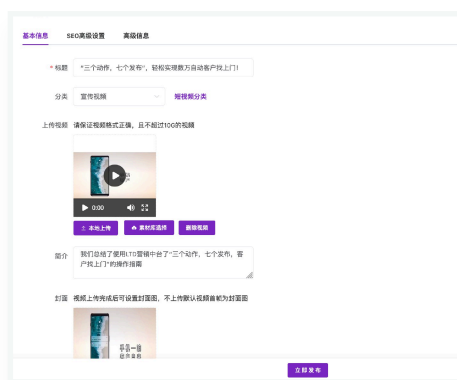 基本信息 SEO高级设置 高级信息
* 标题 "三个动作，七个发布"，轻松实现数万自动客户找上门！
分类 宣传视频 短视频分类
上传视频 请保证视频格式正确，且不超过10G的视频
0:00
本地上传 素材库选择 删除视频
简介 我们总结了使用LTD营销中台了"三个动作，七个发布，客
户找上门"的操作指南
封面 视频上传完成后可设置封面图，不上传默认视频首帧为封面图
立即发布